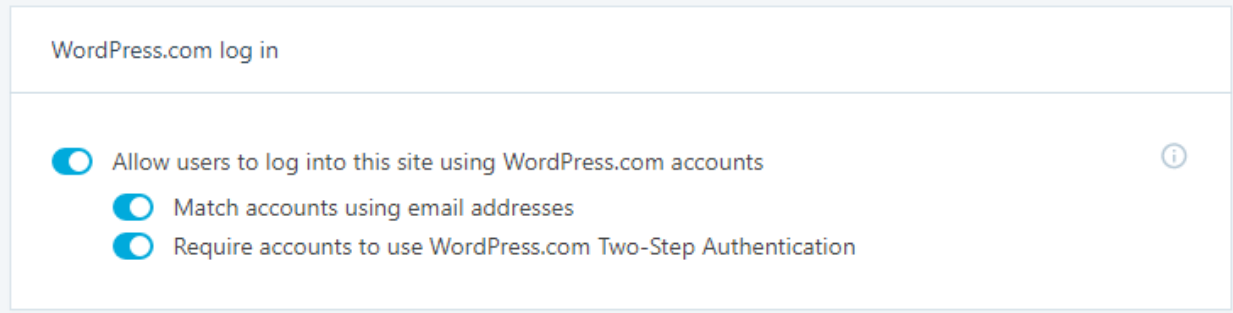 WordPress.com log in
Allow users to log into this site using WordPress.com accounts
Match accounts using email addresses
Require accounts to use WordPress.com Two-Step Authentication